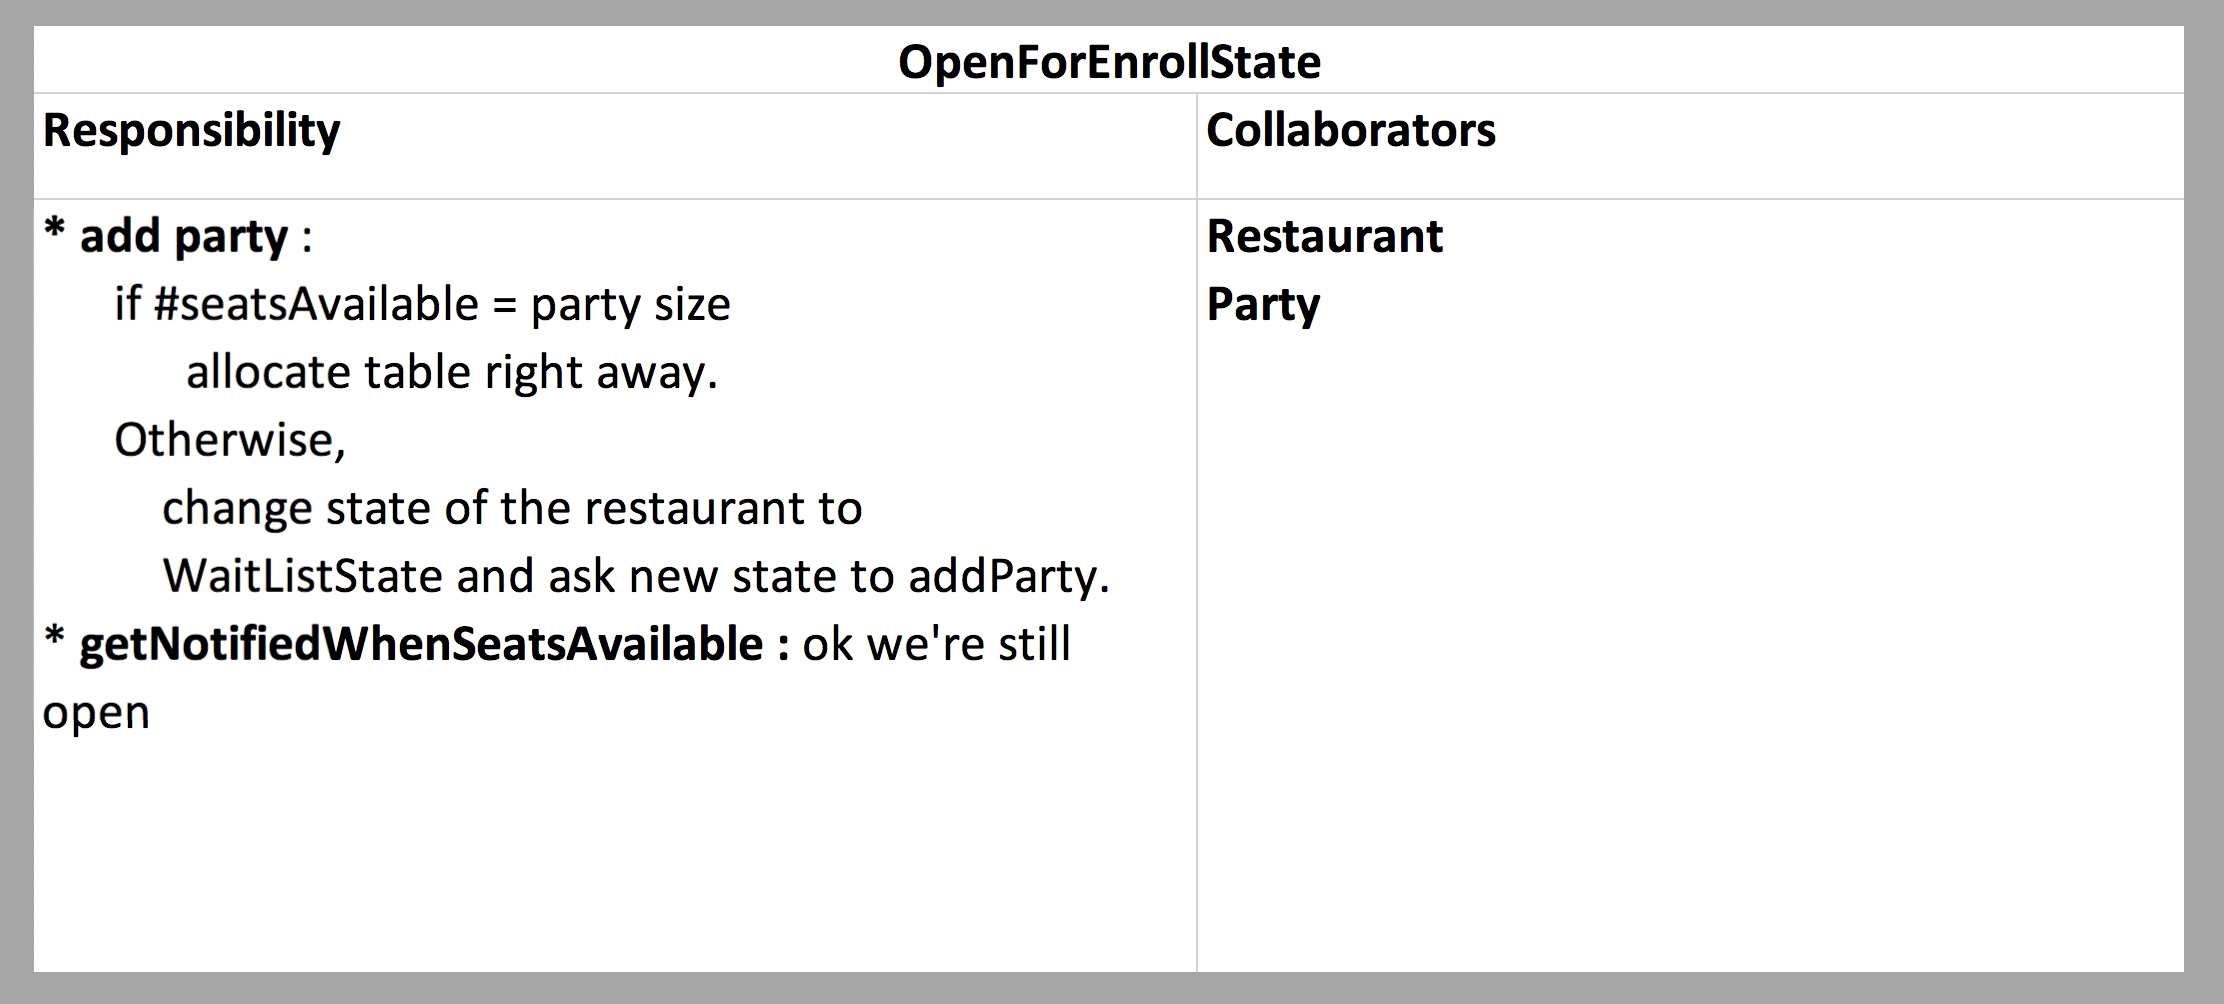 OpenForEnrollState
Responsibility
Collaborators
* add party :
if #seatsAvailable = party size
allocate table right away.
Otherwise,
change state of the restaurant to
WaitListState and ask new state to addParty.
* getNotifiedWhenSeatsAvailable : ok we're still
open
Restaurant
Party